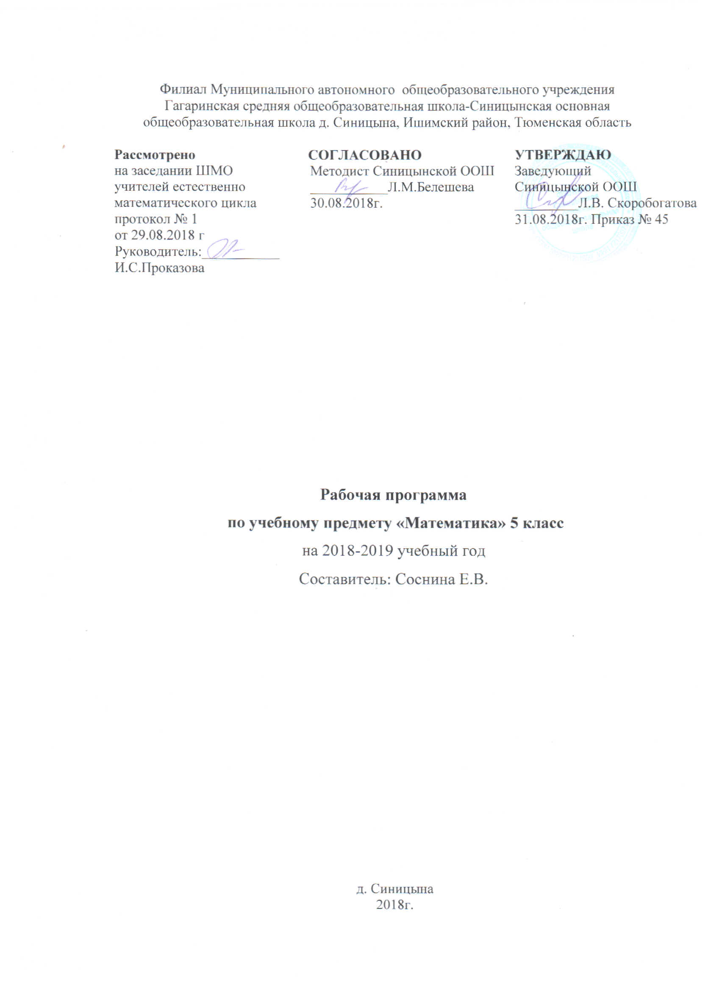 Филиал Муниципального автономного общеобразовательного учреждения
Гагаринская средняя общеобразовательная школа-Синицынская основная
общеобразовательная школа д. Синицына, Ишимский район, Тюменская область
Рассмотрено
на заседании ШМО
учителей естественно
математического цикла
протокол № 1
от 29.08.2018 г
Руководитель:____________
И.С.Проказова
СОГЛАСОВАНО
Методист Синицынской ООШ
____________Л.М.Белешева
30.08.2018г.
УТВЕРЖДАЮ
Заведующий
Синицынской ООШ
__________Л.В. Скоробогатова
31.08.2018г. Приказ № 45
Рабочая программа
по учебному предмету «Математика» 5 класс
на 2018-2019 учебный год
Составитель: Соснина Е.В.
д. Синицына
2018г.